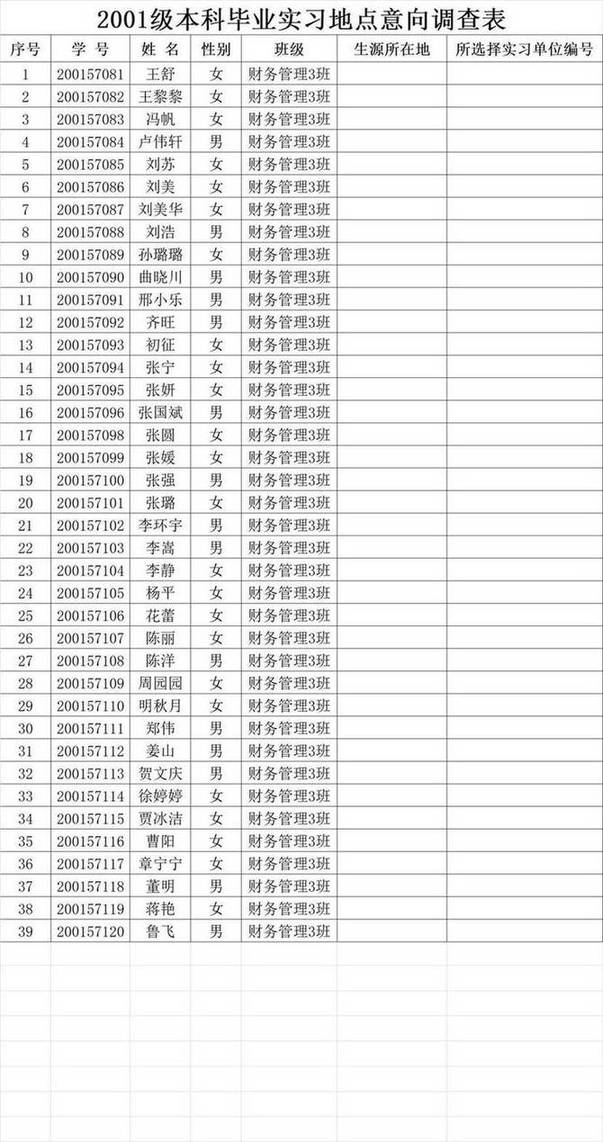 2001级本科毕业实习地点意向调查表
序号 学 号 姓 名 性别 班级 生源所在地 所选择实习单位编号
1 200157081 王舒 女 财务管理3班
2 200157082 王黎黎 女 财务管理3班
3 200157083 冯帆 女 财务管理3班
4 200157084 卢伟轩 男 财务管理3班
5 200157085 刘苏 女 财务管理3班
6 200157086 刘美 女 财务管理3班
7 200157087 刘美华 女 财务管理3班
8 200157088 刘浩 男 财务管理3班
9 200157089 孙璐璐 女 财务管理3班
10 200157090 曲晓川 男 财务管理3班
11 200157091 邢小乐 男 财务管理3班
12 200157092 齐旺 男 财务管理3班
13 200157093 初征 女 财务管理3班
14 200157094 张宁 女 财务管理3班
15 200157095 张妍 女 财务管理3班
16 200157096 张国斌 男 财务管理3班
17 200157098 张圆 女 财务管理3班
18 200157099 张媛 女 财务管理3班
19 200157100 张强 男 财务管理3班
20 200157101 张璐 女 财务管理3班
21 200157102 李环宇 男 财务管理3班
22 200157103 李嵩 男 财务管理3班
23 200157104 李静 女 财务管理3班
24 200157105 杨平 女 财务管理3班
25 200157106 花蕾 女 财务管理3班
26 200157107 陈丽 女 财务管理3班
27 200157108 陈洋 男 财务管理3班
28 200157109 周园园 女 财务管理3班
29 200157110 明秋月 女 财务管理3班
30 200157111 郑伟 男 财务管理3班
31 200157112 姜山 男 财务管理3班
32 200157113 贺文庆 男 财务管理3班
33 200157114 徐婷婷 女 财务管理3班
34 200157115 贾冰洁 女 财务管理3班
35 200157116 曹阳 女 财务管理3班
36 200157117 章宁宁 女 财务管理3班
37 200157118 董明 男 财务管理3班
38 200157119 蒋艳 女 财务管理3班
39 200157120 鲁飞 男 财务管理3班